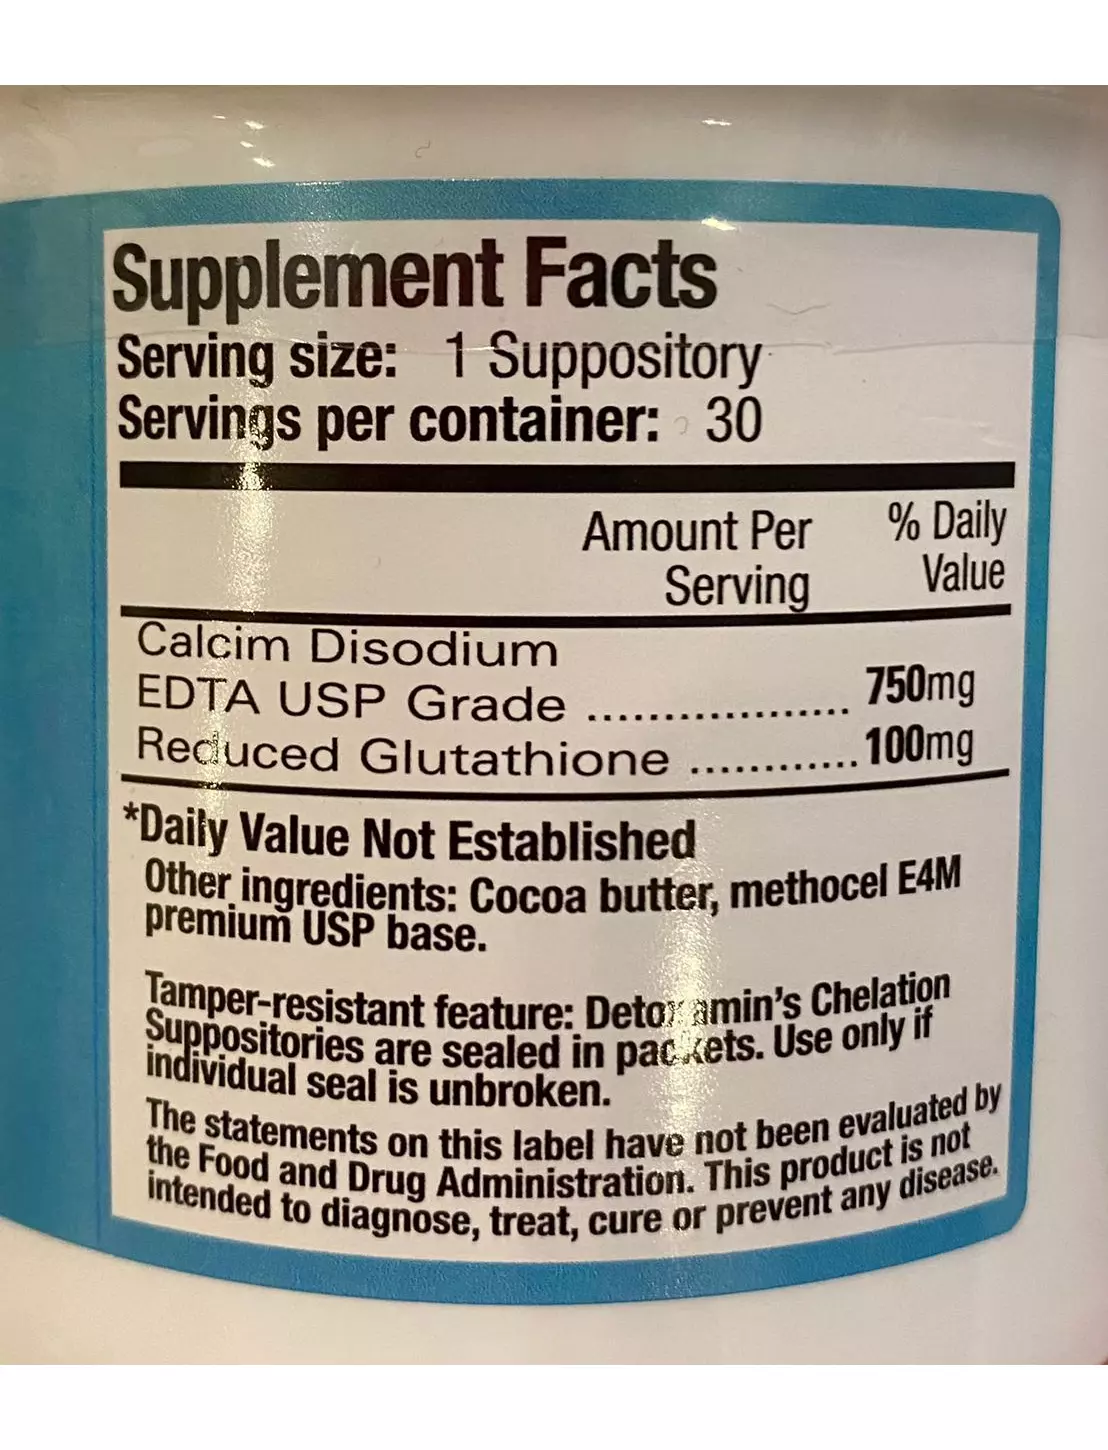 Supplement Facts
Serving size: 1 Suppository
Servings per container: 30
Amount Per % Daily
Serving Value
Calcim Disodium
EDTA USP Grade ................... 750mg
Reduced Glutathione ............. 100mg
*Daily Value Not Established
Other ingredients: Cocoa butter, methocel E4M
premium USP base.
Tamper-resistant feature: Detoxamin's Chelation
Suppositories are sealed in packets. Use only if
individual seal is unbroken.
The statements on this label have not been evaluated by
the Food and Drug Administration. This product is not
intended to diagnose, treat, cure or prevent any disease.